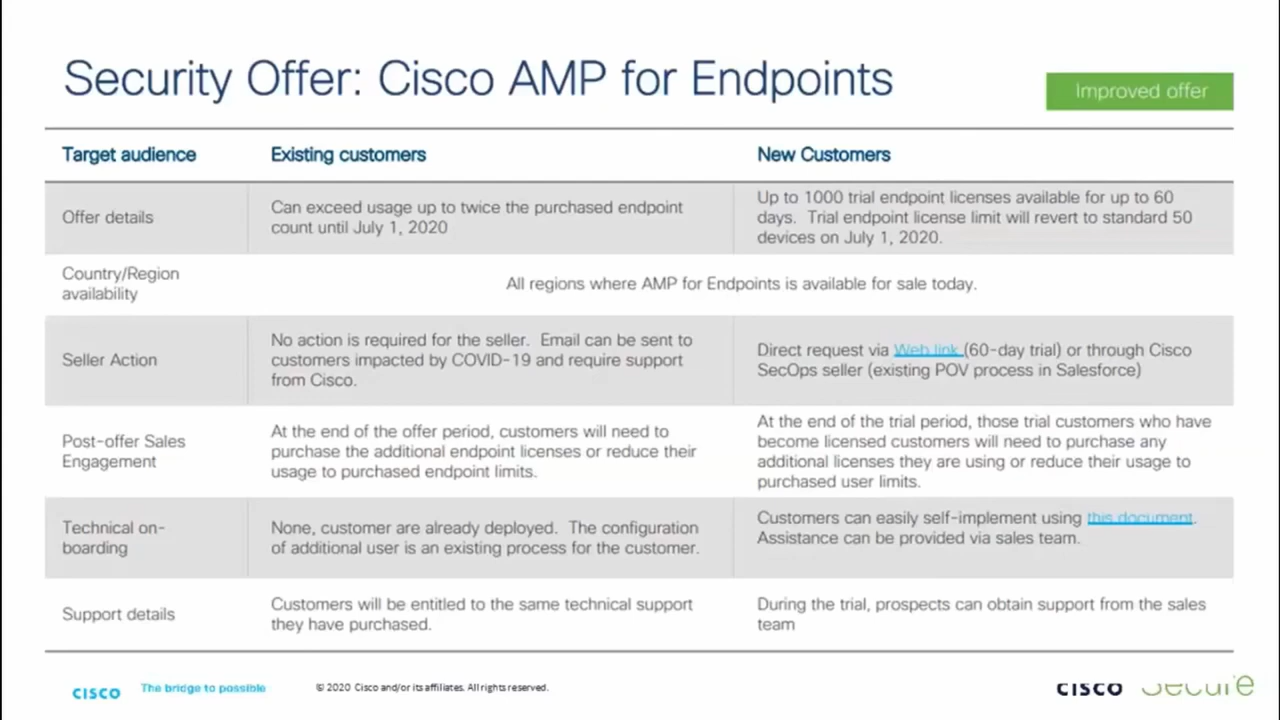 Security Offer: Cisco AMP for Endpoints
Improved offer
Target audience
Existing customers
New Customers
Offer details
Can exceed usage up to twice the purchased endpoint
count until July 1, 2020
Up to 1000 trial endpoint licenses available for up to 60
days. Trial endpoint license limit will revert to standard 50
devices on July 1, 2020.
Country/Region
availability
All regions where AMP for Endpoints is available for sale today.
Seller Action
No action is required for the seller. Email can be sent to
customers impacted by COVID-19 and require support
from Cisco.
Direct request via Web link (60-day trial) or through Cisco
SecOps seller (existing POV process in Salesforce)
Post-offer Sales
Engagement
At the end of the offer period, customers will need to
purchase the additional endpoint licenses or reduce their
usage to purchased endpoint limits.
At the end of the trial period, those trial customers who have
become licensed customers will need to purchase any
additional licenses they are using or reduce their usage to
purchased user limits.
Technical on-
boarding
None, customer are already deployed. The configuration
of additional user is an existing process for the customer.
Customers can easily self-implement using this document.
Assistance can be provided via sales team.
Support details
Customers will be entitled to the same technical support
they have purchased.
During the trial, prospects can obtain support from the sales
team
CISCO
The bridge to possible
© 2020 Cisco and/or its affiliates. All rights reserved.
CISCO Secure